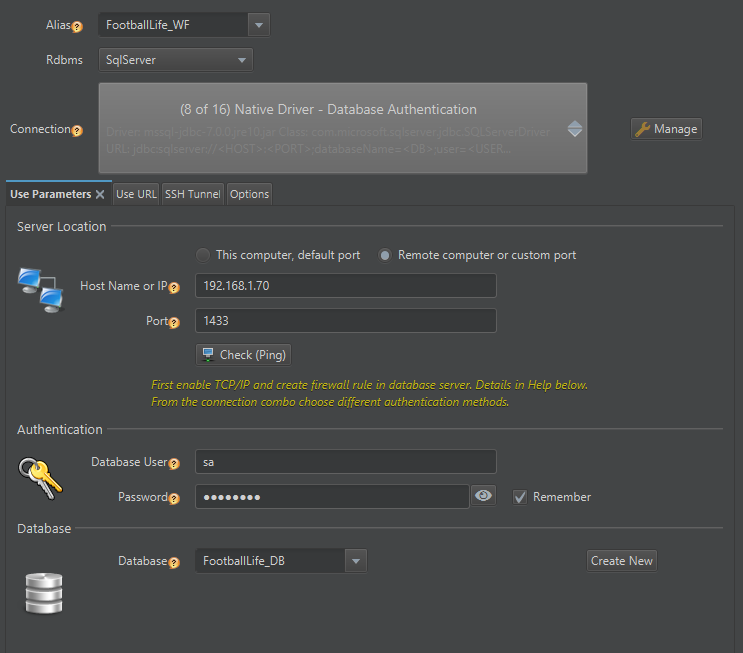 Alias FootballLife_WF
Rdbms SqlServer
(8 of 16) Native Driver - Database Authentication
Driver: mssql-jdbc-7.0.0.jre10.jar Class:com.microsoft.sqlserver.jdbc.SQLServerDriver
Connection Manage
URL: jdbc:sqlserver://<HOST>:<PORT>;databaseName=<DB>;user=<USER...
Use Parameters Use URL SSH Tunnel Options
Server Location
This computer, default port Remote computer or custom port
Host Name or IP 192.168.1.70
Port 1433
Check (Ping)
First enable TCP/IP and create firewall rule in database server. Details in Help below.
From the connection combo choose different authentication methods.
Authentication
Database User sa
Password ●●●●●●●● Remember
Database
Database FootballLife_DB Create New